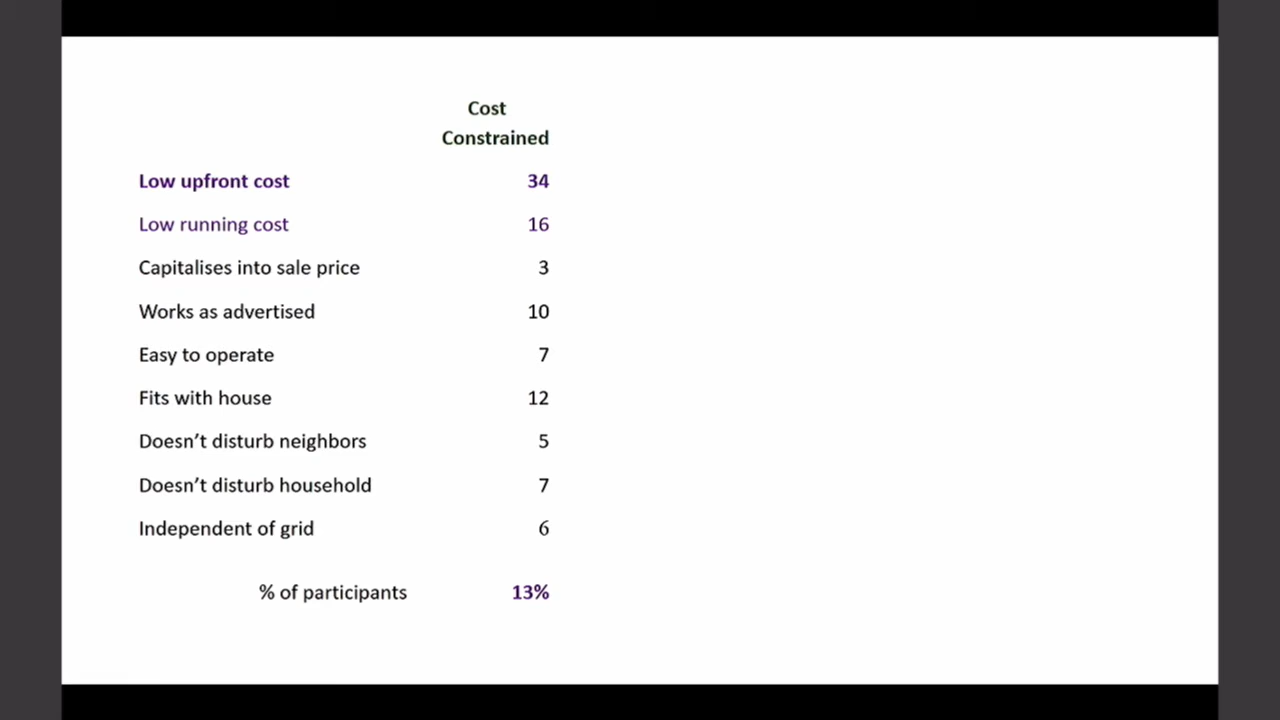 Cost
Constrained
Low upfront cost 34
Low running cost 16
Capitalises into sale price 3
Works as advertised 10
Easy to operate 7
Fits with house 12
Doesn’t disturb neighbors 5
Doesn’t disturb household 7
Independent of grid 6
% of participants 13%